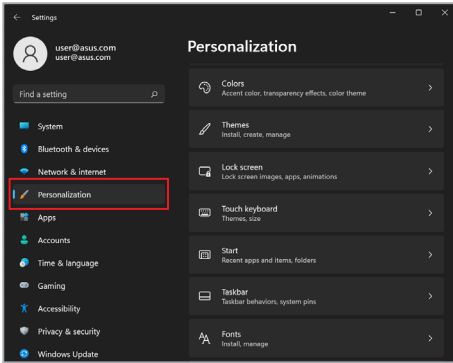 Settings
user@asus.com
user@asus.com
Find a setting
System
Bluetooth & devices
Network & internet
Personalization
Apps
Accounts
Time & language
Gaming
Accessibility
Privacy & security
Windows Update
Personalization
Colors
Accent color, transparency effects, color theme
Themes
Install, create, manage
Lock screen
Lock screen images, apps, animations
Touch keyboard
Themes, size
Start
Recent apps and items, folders
Taskbar
Taskbar behaviors, system pins
Fonts
Install, manage